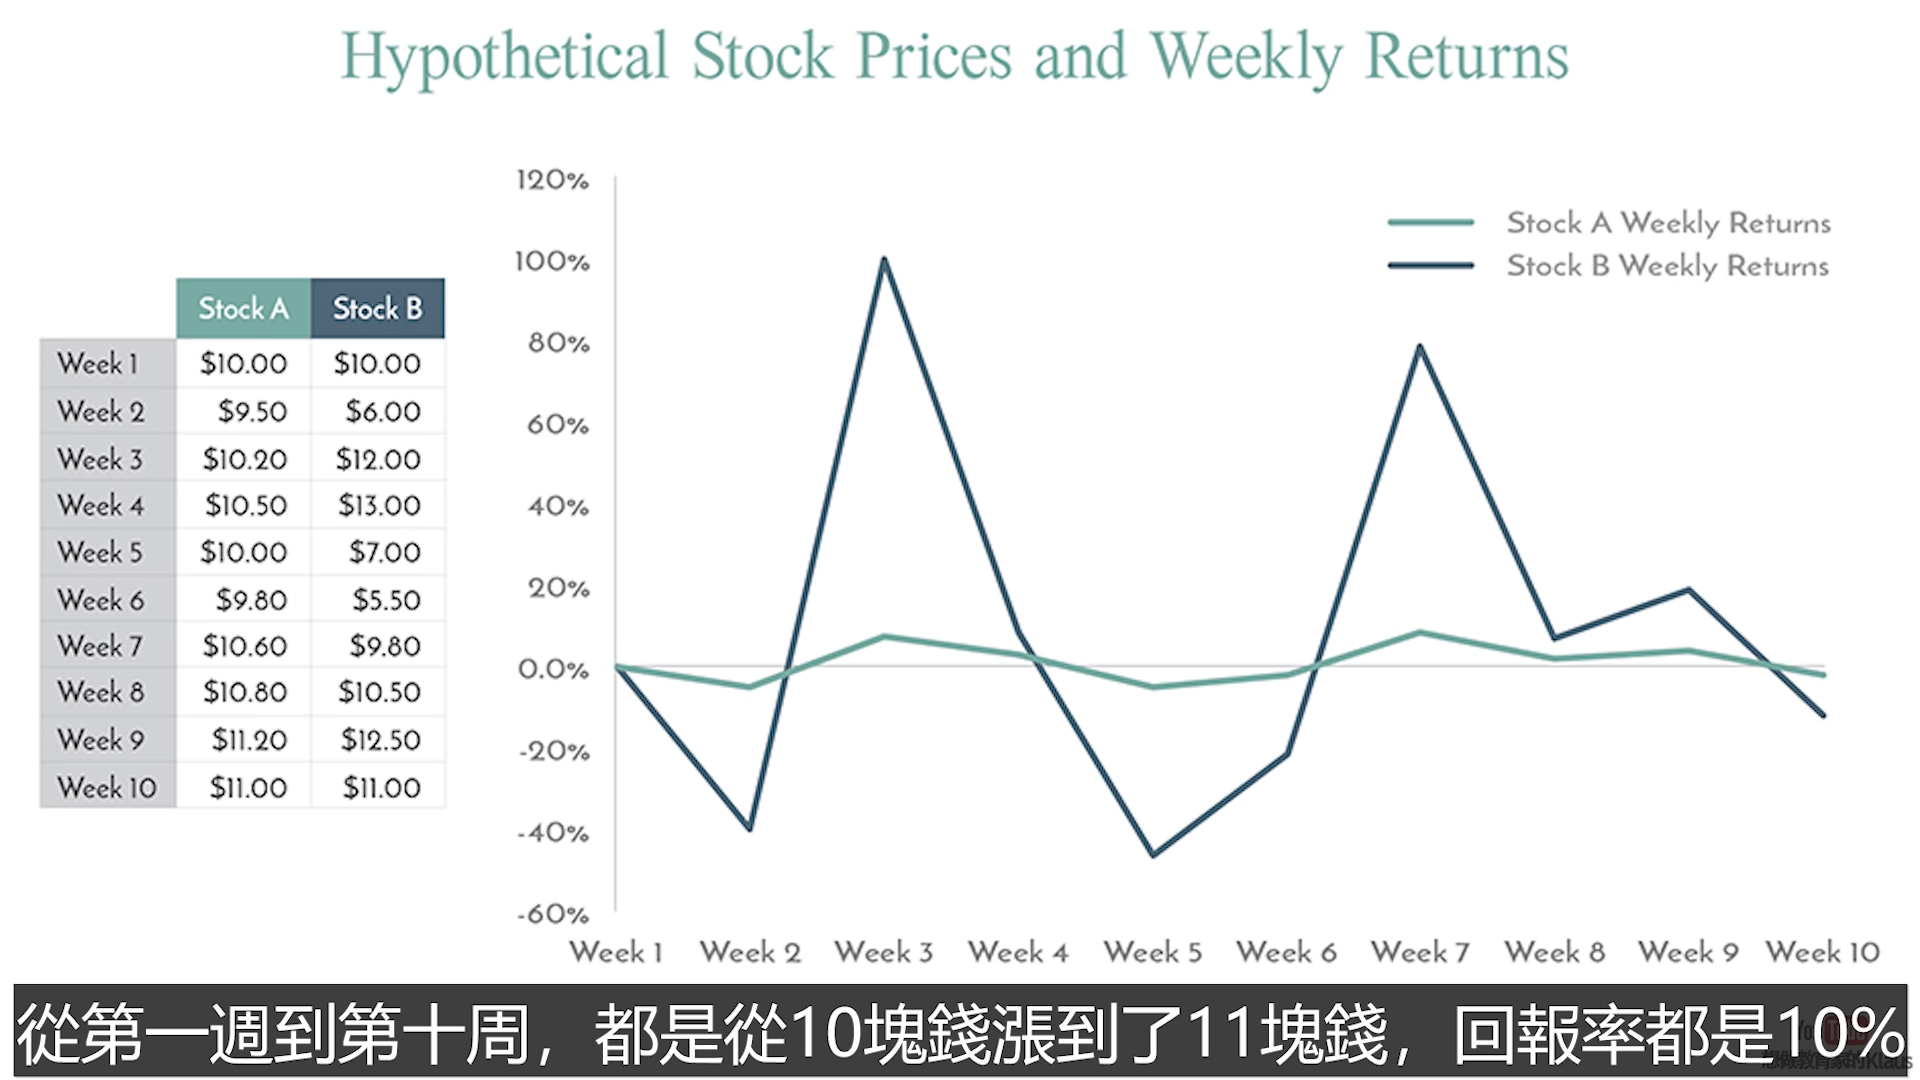 Hypothetical Stock Prices and Weekly Returns
Stock A Stock B
Week 1 $10.00 $10.00
Week 2 $9.50 $6.00
Week 3 $10.20 $12.00
Week 4 $10.50 $13.00
Week 5 $10.00 $7.00
Week 6 $9.80 $5.50
Week 7 $10.60 $9.80
Week 8 $10.80 $10.50
Week 9 $11.20 $12.50
Week 10 $11.00 $11.00
120%
100%
80%
60%
40%
20%
0.0%
-20%
-40%
-60%
Stock A Weekly Returns
Stock B Weekly Returns
Week 1 Week 2 Week 3 Week 4 Week 5 Week 6 Week 7 Week 8 Week 9 Week 10
從第一週到第十周，都是從10塊錢漲到了11塊錢，回報率都是10%